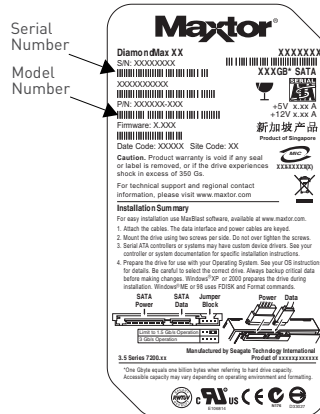 Serial
Number
Model
Number
Maxtor®
DiamondMax XX
S/N: XXXXXXXX
XXXXXXXXXX
P/N: XXXXXX-XXX
Firmware: X.XXX
Date Code: XXXXX Site Code: XX
XXXXXXX
XXXGB* SATA
SERIAL
+5V x.xx A
+12V x.xx A
新加坡产品
Product of Singapore
Caution. Product warranty is void if any seal
or label is removed, or if the drive experiences
shock in excess of 350 Gs.
For technical support and regional contact
information, please visit www.maxtor.com
Installation Summary
For easy installation use MaxBlast software, available at www.maxtor.com.
1. Attach the cables. The data interface and power cables are keyed.
2. Mount the drive using two screws per side. Do not over tighten the screws.
3. Serial ATA controllers or systems may have custom device drivers. See your
controller or system documentation for specific installation instructions.
4. Prepare the drive for use with your Operating System. See your OS instruction
for details. Be careful to select the correct drive. Always backup critical data
before making changes. Windows® XP or 2000 prepares the drive during
installation. Windows® ME or 98 uses FDISK and Format commands.
SATA Power
SATA Data
Jumper Block
Power Data
Limit to 1.5 Gb/s Operation
3 Gb/s Operation
Manufactured by Seagate Technology International
3.5 Series 7200.xx
Product of xxxxxxxxxxxxx
*One Gbyte equals one billion bytes when referring to hard drive capacity.
Accessible capacity may vary depending on operating environment and formatting.
c US CE
N176
D33027